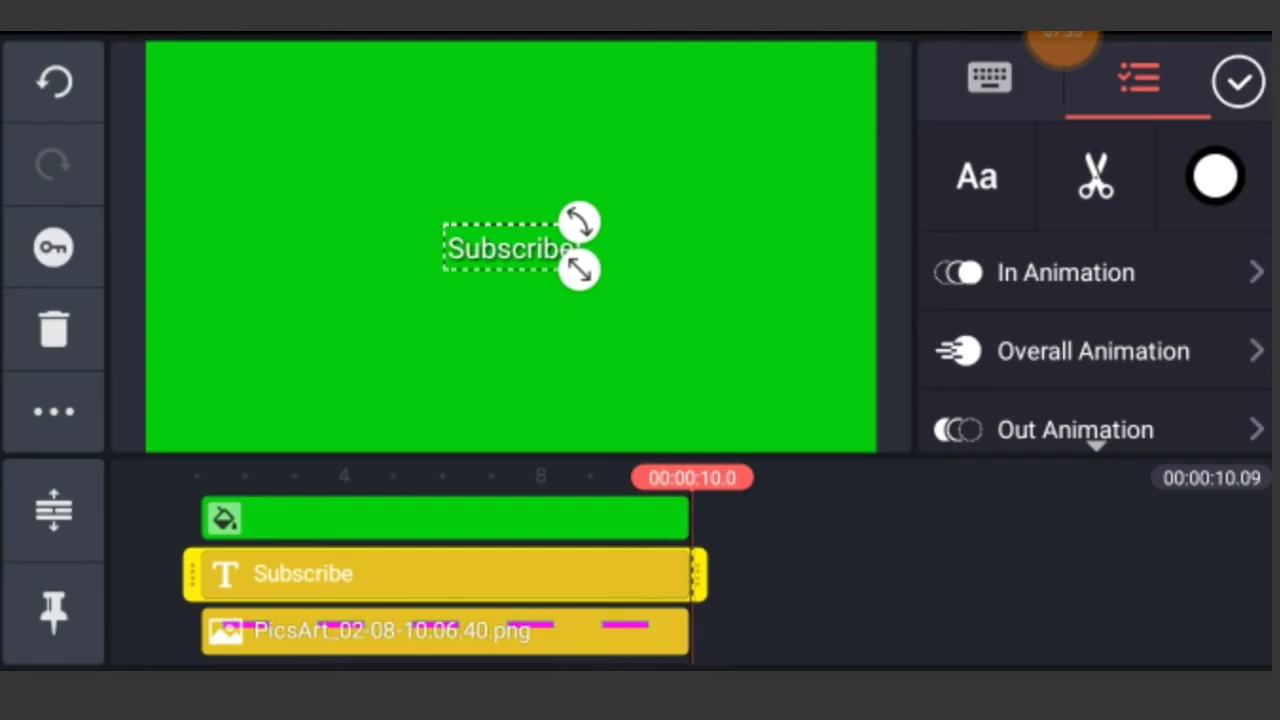 Subscribe
Aa
In Animation
Overall Animation
Out Animation
4
8
00:00:10.0
00:00:10.09
T Subscribe
PicsArt_02-08-10.06.40.png